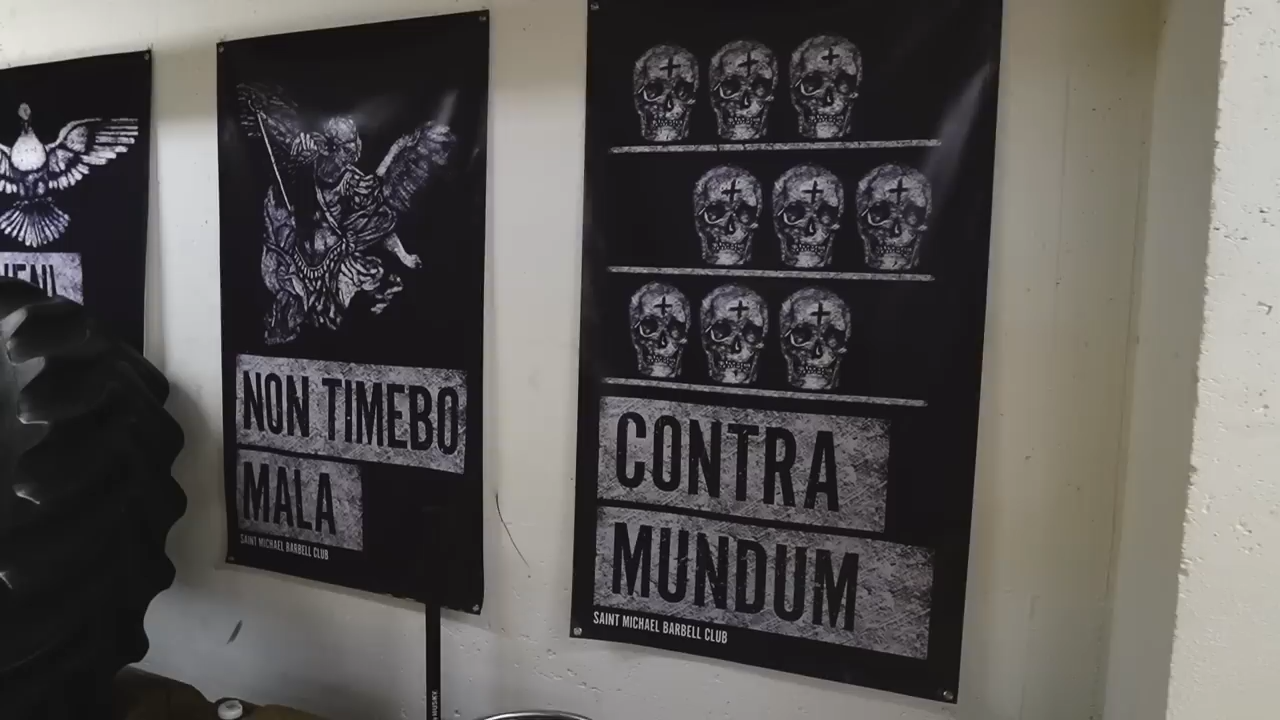 NON TIMEBO
MALA
SAINT MICHAEL BARBELL CLUB
CONTRA
MUNDUM
SAINT MICHAEL BARBELL CLUB